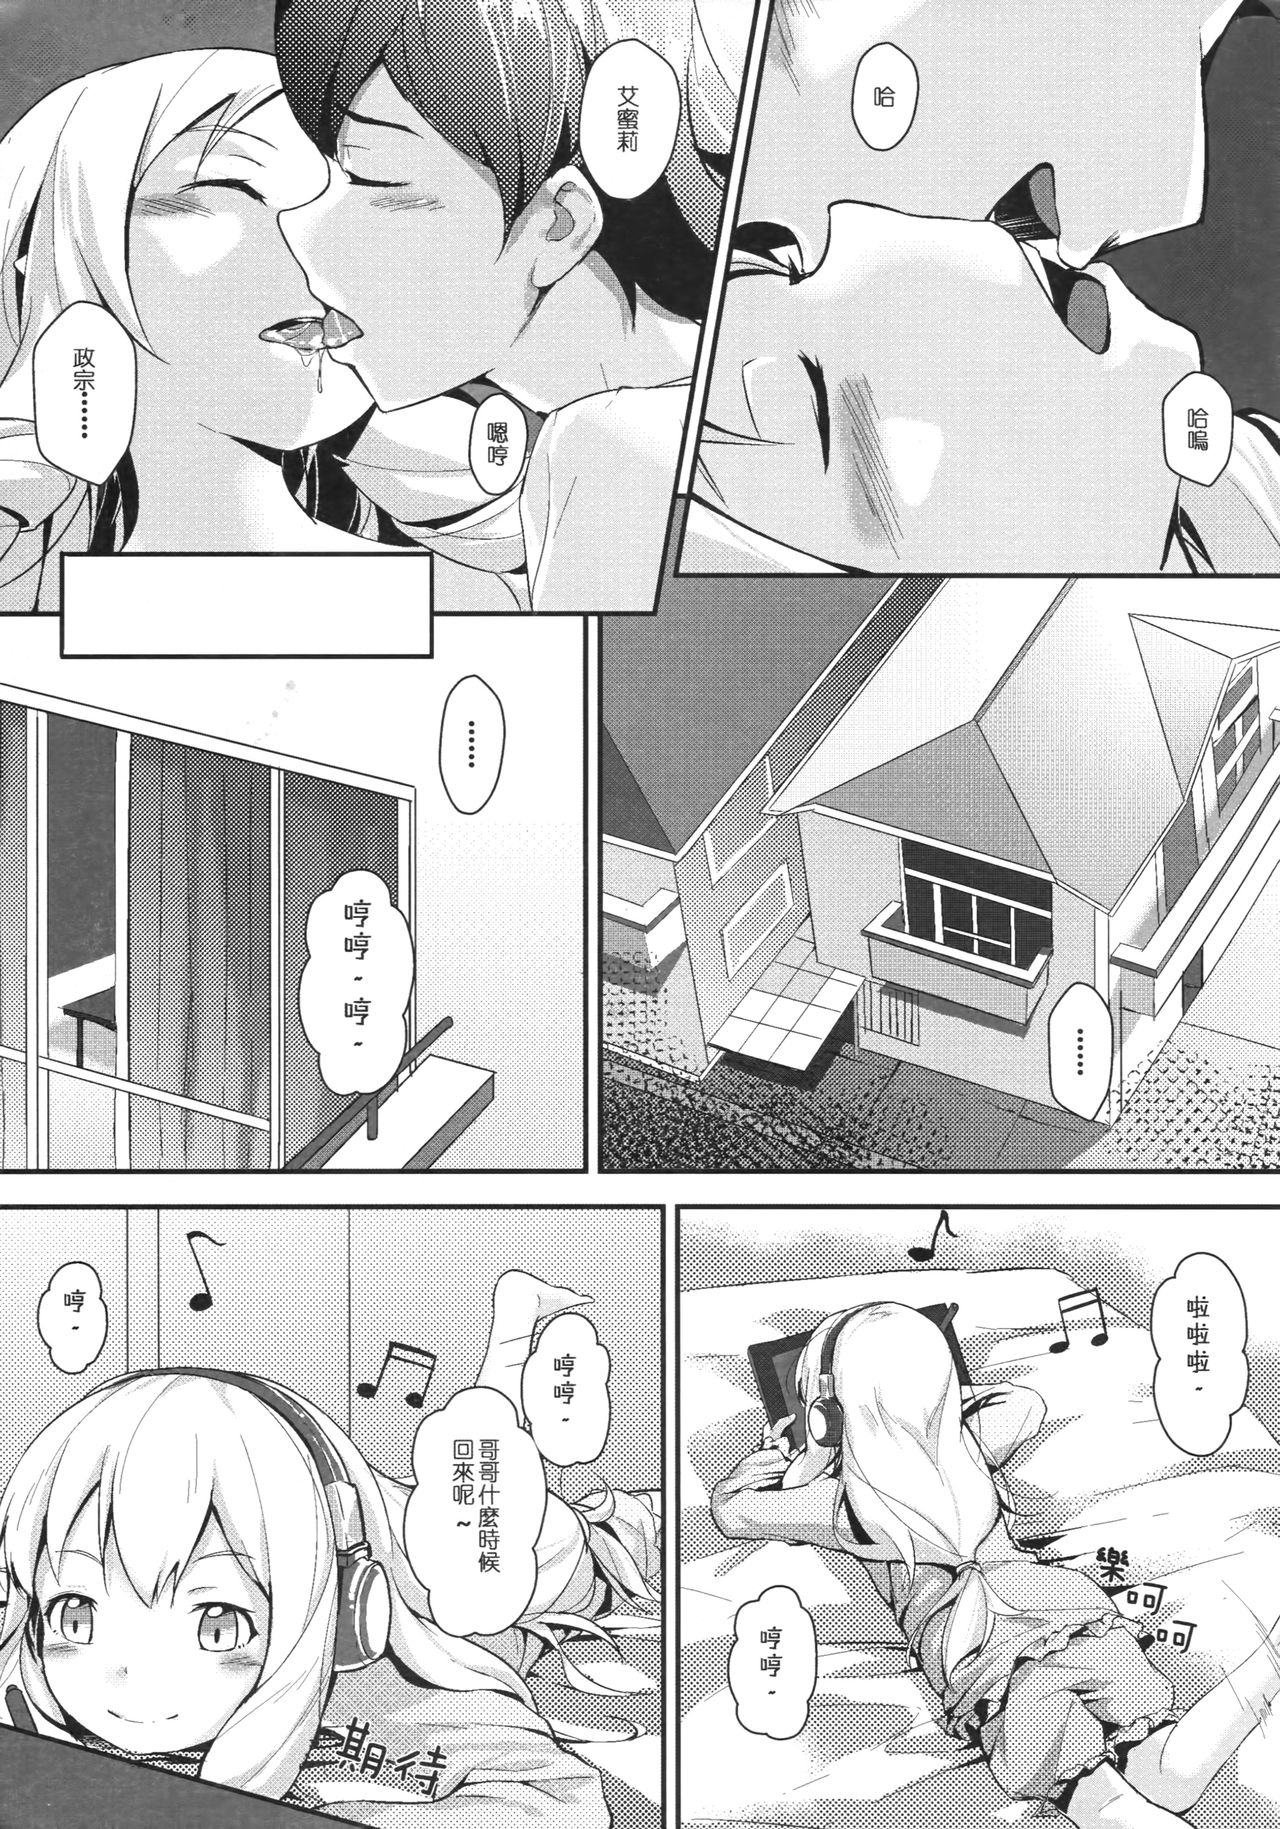 哈
哈嗚
艾蜜莉
嗯哼
政宗……
……
……
哼哼~哼~
啦啦啦~
哼哼~
樂呵呵
哼哼~
哥哥什麼時候
回來呢~
哼~
期待